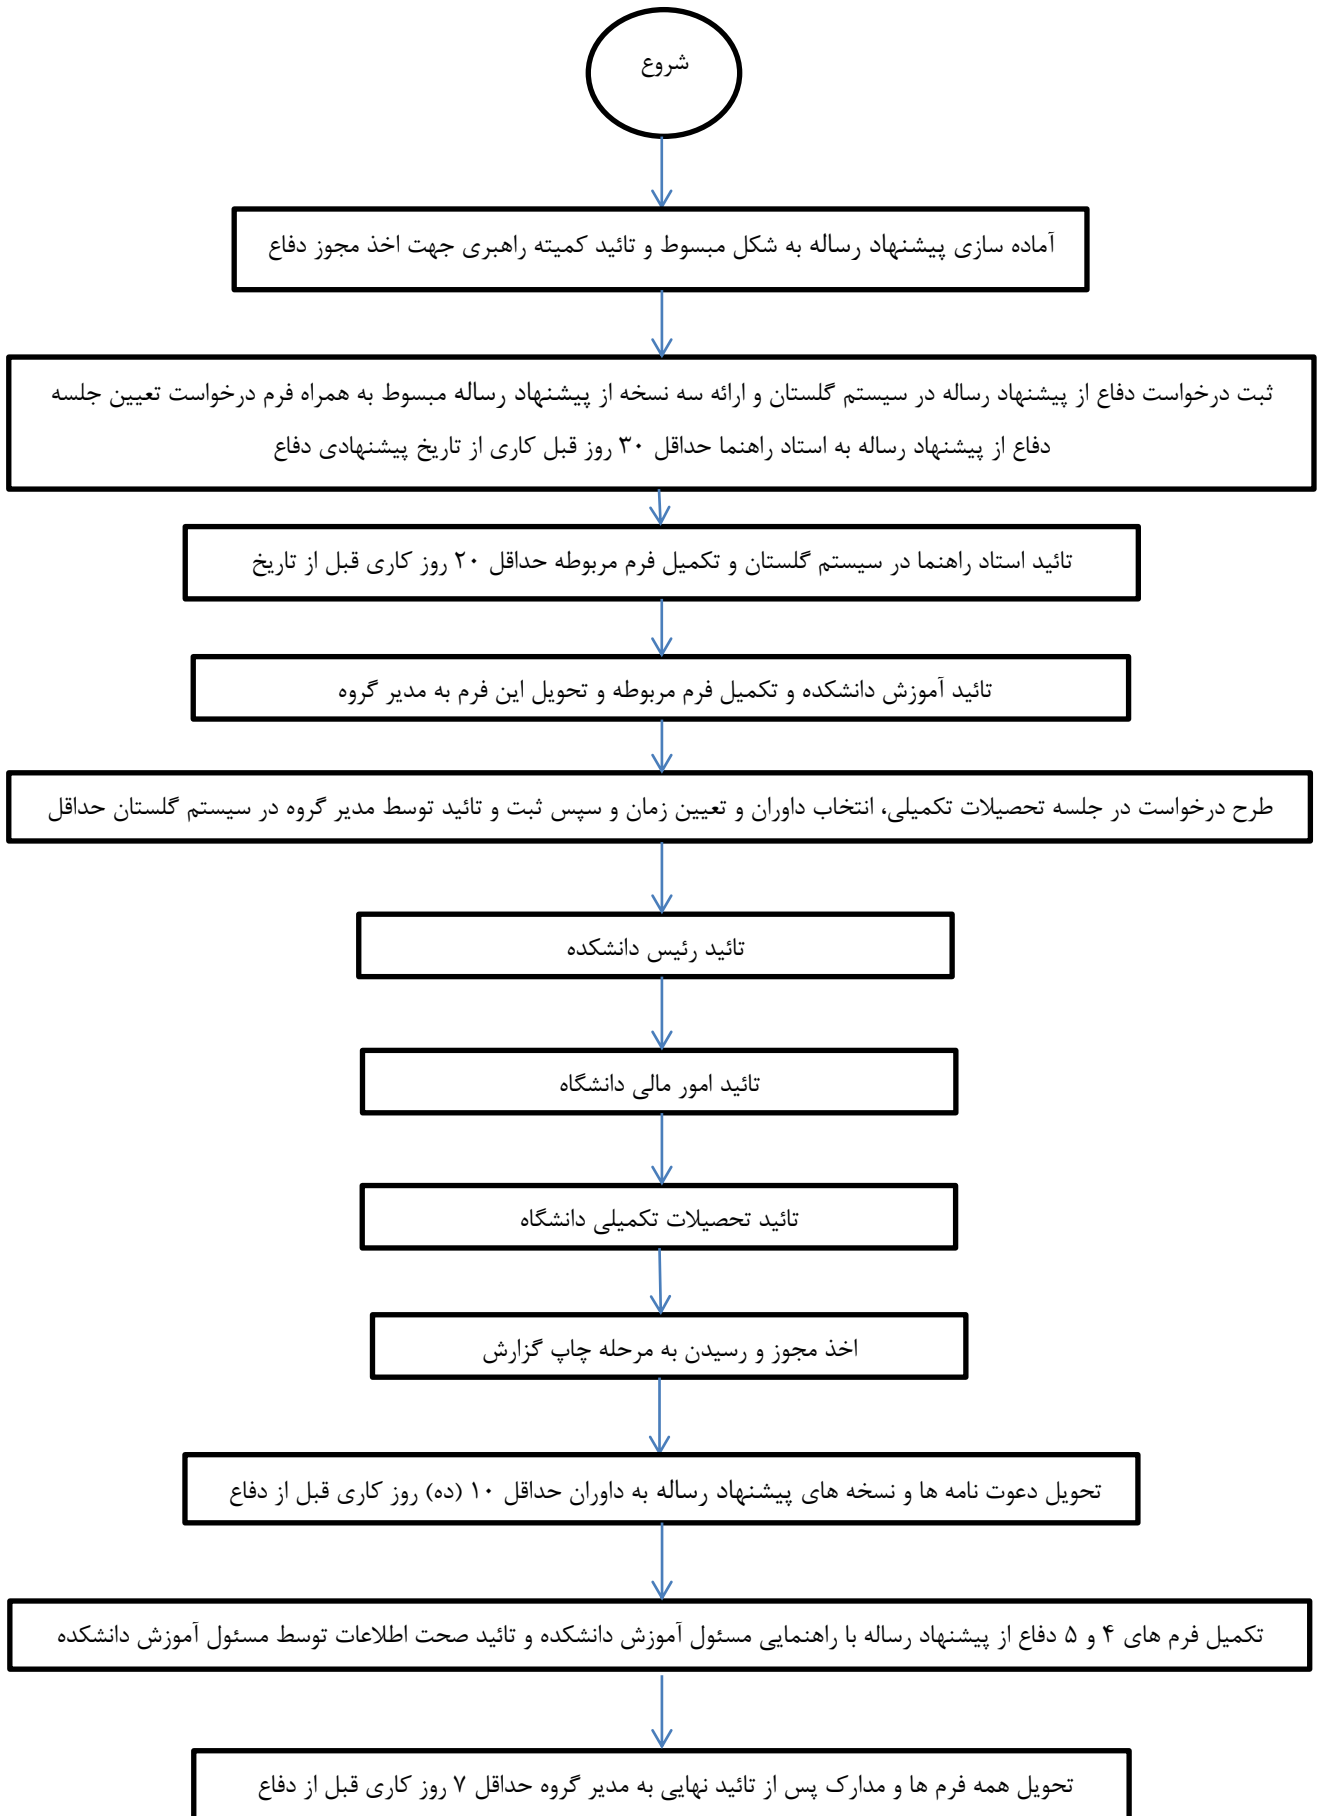 شروع
آماده سازی پیشنهاد رساله به شکل مبسوط و تائید کمیته راهبری جهت اخذ مجوز دفاع
ثبت درخواست دفاع از پیشنهاد رساله در سیستم گلستان و ارائه سه نسخه از پیشنهاد رساله مبسوط به همراه فرم درخواست تعیین جلسه
دفاع از پیشنهاد رساله به استاد راهنما حداقل ۳۰ روز قبل کاری از تاریخ پیشنهادی دفاع
تائید استاد راهنما در سیستم گلستان و تکمیل فرم مربوطه حداقل ۲۰ روز کاری قبل از تاریخ
تائید آموزش دانشکده و تکمیل فرم مربوطه و تحویل این فرم به مدیر گروه
طرح درخواست در جلسه تحصیلات تکمیلی، انتخاب داوران و تعیین زمان و سپس ثبت و تائید توسط مدیر گروه در سیستم گلستان حداقل
تائید رئیس دانشکده
تائید امور مالی دانشگاه
تائید تحصیلات تکمیلی دانشگاه
اخذ مجوز و رسیدن به مرحله چاپ گزارش
تحویل دعوت نامه ها و نسخه های پیشنهاد رساله به داوران حداقل ۱۰ (ده) روز کاری قبل از دفاع
تکمیل فرم های ۴ و ۵ دفاع از پیشنهاد رساله با راهنمایی مسئول آموزش دانشکده و تائید صحت اطلاعات توسط مسئول آموزش دانشکده
تحویل همه فرم ها و مدارک پس از تائید نهایی به مدیر گروه حداقل ۷ روز کاری قبل از دفاع